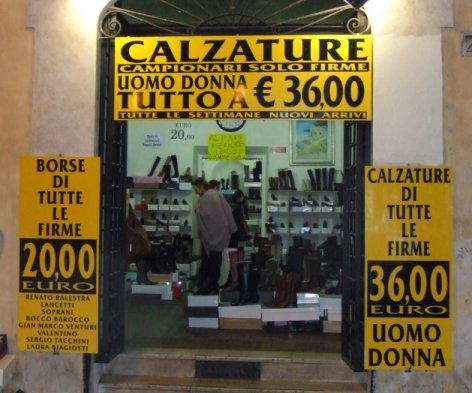 CALZATURE
CAMPIONARI SOLO FIRME
UOMO DONNA
TUTTO A € 36,00
TUTTE LE SETTIMANE NUOVI ARRIVI
BORSE
DI
TUTTE
LE
FIRME
20,00
EURO
RENATO BALESTRA
LANCETTI
SOPRANI
ROCCO BAROCCO
GIAN MARCO VENTURI
VALENTINO
SERGIO TACCHINI
LAURA BIAGIOTTI
EURO
20,00
CALZATURE
DI
TUTTE
LE
FIRME
36,00
EURO
UOMO
DONNA